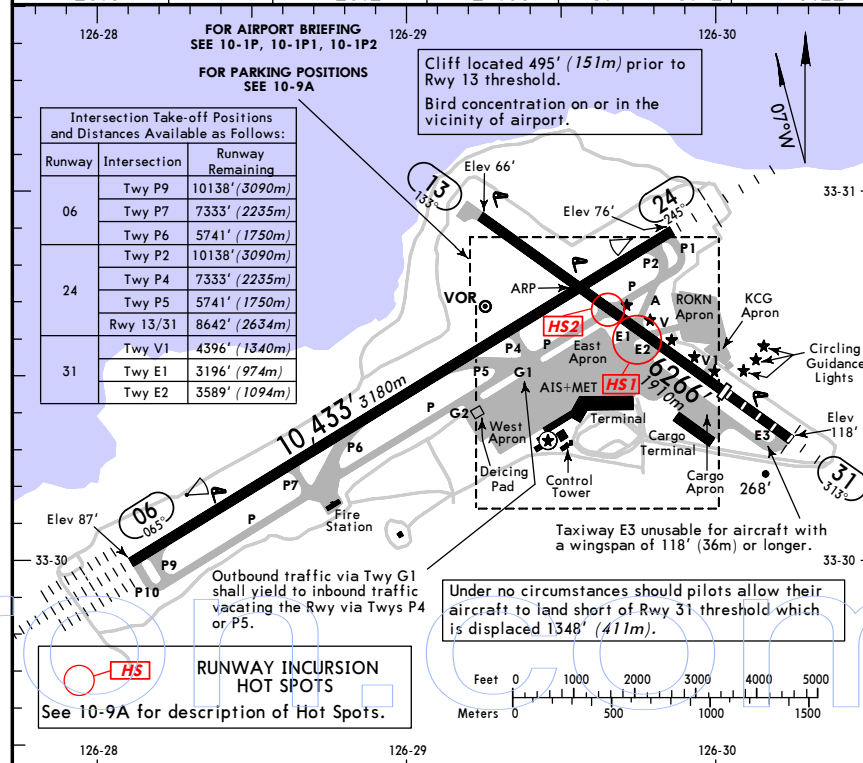 126-28
126-29
126-30
FOR AIRPORT BRIEFING
SEE 10-1P, 10-1P1, 10-1P2
FOR PARKING POSITIONS
SEE 10-9A
Cliff located 495' (151m) prior to
Rwy 13 threshold.
Bird concentration on or in the
vicinity of airport.
07°W
Intersection Take-off Positions
and Distances Available as Follows:
Runway Intersection Runway Remaining
06 Twy P9 10138' (3090m)
Twy P7 7333' (2235m)
Twy P6 5741' (1750m)
24 Twy P2 10138' (3090m)
Twy P4 7333' (2235m)
Twy P5 5741' (1750m)
Rwy 13/31 8642' (2634m)
31 Twy V1 4396' (1340m)
Twy E1 3196' (974m)
Twy E2 3589' (1094m)
13
133°
Elev 66'
24
245°
Elev 76'
33-31
P1
P2
P
ARP
VOR
A
V
ROKN
Apron
KCG
Apron
HS2
E1
E2
East
Apron
HS1
V1
Circling
Guidance
Lights
P4
P
P5
G1
AIS+MET
6266'
1910m
10,433' 3180m
P
G2
West
Apron
Terminal
Cargo
Terminal
E3
Elev
118'
P6
Deicing
Pad
Control
Tower
Cargo
Apron
268'
31
313°
P7
06
065°
Elev 87'
P
Fire
Station
Taxiway E3 unusable for aircraft with
a wingspan of 118' (36m) or longer.
33-30
33-30
P9
P10
Outbound traffic via Twy G1
shall yield to inbound traffic
vacating the Rwy via Twys P4
or P5.
Under no circumstances should pilots allow their
aircraft to land short of Rwy 31 threshold which
is displaced 1348' (411m).
HS
RUNWAY INCURSION
HOT SPOTS
See 10-9A for description of Hot Spots.
Feet 0 1000 2000 3000 4000 5000
Meters 0 500 1000 1500
126-28
126-29
126-30